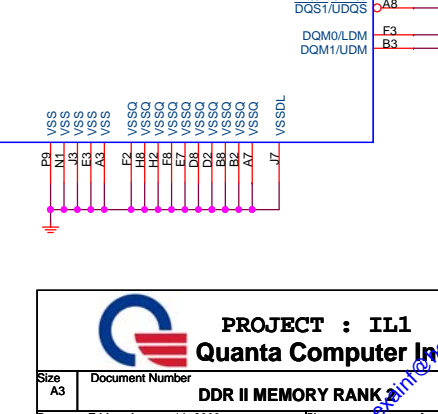 DQS1/UDQS A8
DQM0/LDM F3
DQM1/UDM B3
VSS VSS VSS VSS VSS VSSQ VSSQ VSSQ VSSQ VSSQ VSSQ VSSQ VSSQ VSSQ VSSQ VSSDL
P9 N1 J3 E3 A3 F2 H8 H2 F8 E7 D8 D2 B8 B2 A7 J7
PROJECT : IL1
Quanta Computer In
Size Document Number
A3 DDR II MEMORY RANK 2